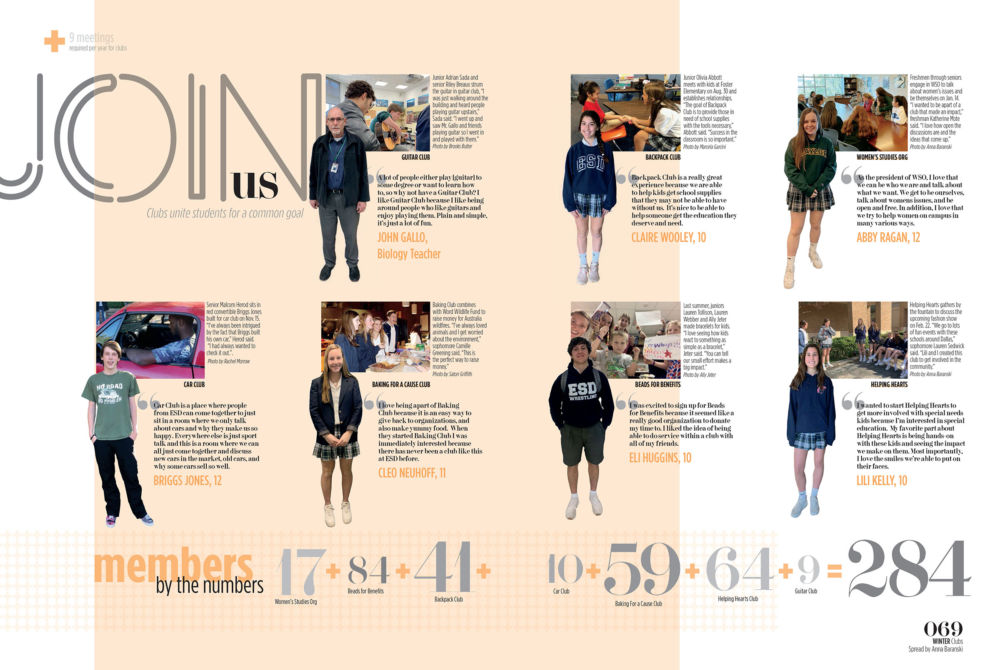 9 meetings
required per year for clubs
JOIN
us
Clubs unite students for a common goal
Junior Adrian Sada and
senior Riley Breaux strum
the guitar in guitar club, “I
was just walking around the
building and heard people
playing guitar upstairs,”
Sada said. “I went up and
saw Mr. Gallo and friends
playing guitar so I went in
and played with them.”
Photo by Brooks Butler
GUITAR CLUB
“A lot of people either play [guitar] to
some degree or want to learn how
to, so why not have a Guitar Club? I
like Guitar Club because I like being
around people who like guitars and
enjoy playing them. Plain and simple,
it’s just a lot of fun.
JOHN GALLO,
Biology Teacher
Junior Olivia Abbott
meets with kids at Foster
Elementary on Aug. 30 and
establishes relationships.
“The goal of Backpack
Club is to provide those in
need of school supplies
with the tools necessary,”
Abbott said. “Success in the
classroom is so important.”
Photo by Marcela Garcini
BACKPACK CLUB
ESD
“Backpack Club is a really great
experience because we are able
to help kids get school supplies
that they may not be able to have
without us. It’s nice to be able to
help someone get the education they
deserve and need.
CLAIRE WOOLEY, 10
Freshmen through seniors
engage in WSO to talk
about women’s issues and
be themselves on Jan. 14.
“I wanted to be apart of a
club that made an impact,”
freshman Katherine Mote
said. “I love how open the
discussions are and the
ideas that come up.”
Photo by Anna Baranski
WOMEN’S STUDIES ORG
AYLOR
“As the president of WSO, I love that
we can be who we are and talk about
what we want. We get to be ourselves,
talk about womens issues, and be
open and free. In addition, I love that
we try to help women on campus in
many various ways.
ABBY RAGAN, 12
Senior Malcom Herod sits in
red convertible Briggs Jones
built for car club on Nov. 15.
“I’ve always been intrigued
by the fact that Briggs built
his own car,” Herod said.
“I had always wanted to
check it out.”.
Photo by Rachel Morrow
CAR CLUB
NO ROAD
NO PROBLEM
“Car Club is a place where people
from ESD can come together to just
sit in a room where we only talk
about cars and why they make us so
happy. Everywhere else is just sport
talk and this is a room where we can
all just come together and discuss
new cars in the market, old cars, and
why some cars sell so well.
BRIGGS JONES, 12
Baking Club combines
with Word Wildlife Fund to
raise money for Australia
wildfires. “I’ve always loved
animals and I get worried
about the environment,”
sophomore Camille
Greening said. “This is
the perfect way to raise
money.”
Photo by Satori Griffith
BAKING FOR A CAUSE CLUB
“I love being apart of Baking
Club because it is an easy way to
give back to organizations, and
also make yummy food. When
they started Baking Club I was
immediately interested because
there has never been a club like this
at ESD before.
CLEO NEUHOFF, 11
Last summer, juniors
Lauren Tollison, Lauren
Webber and Ally Jeter
made bracelets for kids.
“I love seeing how kids
react to something as
simple as a bracelet,”
Jeter said. “You can tell
our small effort makes a
big impact.”
Photo by Ally Jeter
BEADS FOR BENEFITS
COWboys!!!
ESD
WRESTLING
“I was excited to sign up for Beads
for Benefits because it seemed like a
really good organization to donate
my time to. I liked the idea of being
able to do service within a club with
all of my friends.
ELI HUGGINS, 10
Helping Hearts gathers by
the fountain to discuss the
upcoming fashion show
on Feb. 22. “We go to lots
of fun events with these
schools around Dallas,”
sophomore Lauren Sedwick
said. “Lili and I created this
club to get involved in the
community.”
Photo by Anna Baranski
HELPING HEARTS
“I wanted to start Helping Hearts to
get more involved with special needs
kids because I’m interested in special
education. My favorite part about
Helping Hearts is being hands-on
with these kids and seeing the impact
we make on them. Most importantly,
I love the smiles we’re able to put on
their faces.
LILI KELLY, 10
members
by the numbers
17 + 84 + 41 + 10 + 59 + 64 + 9 = 284
Women’s Studies Org
Beads for Benefits
Backpack Club
Car Club
Baking For a Cause Club
Helping Hearts Club
Guitar Club
069
WINTER Clubs
Spread by Anna Baranski